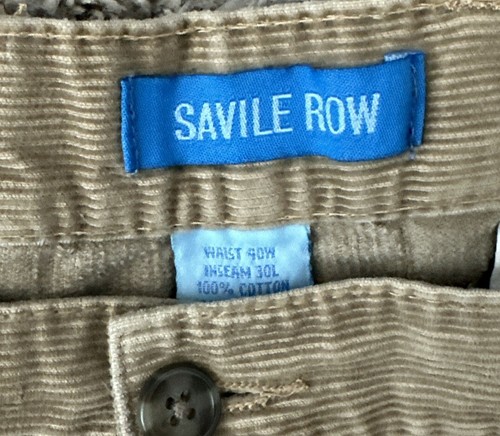 SAVILE ROW
WAIST 40W
INSEAM 30L
100% COTTON